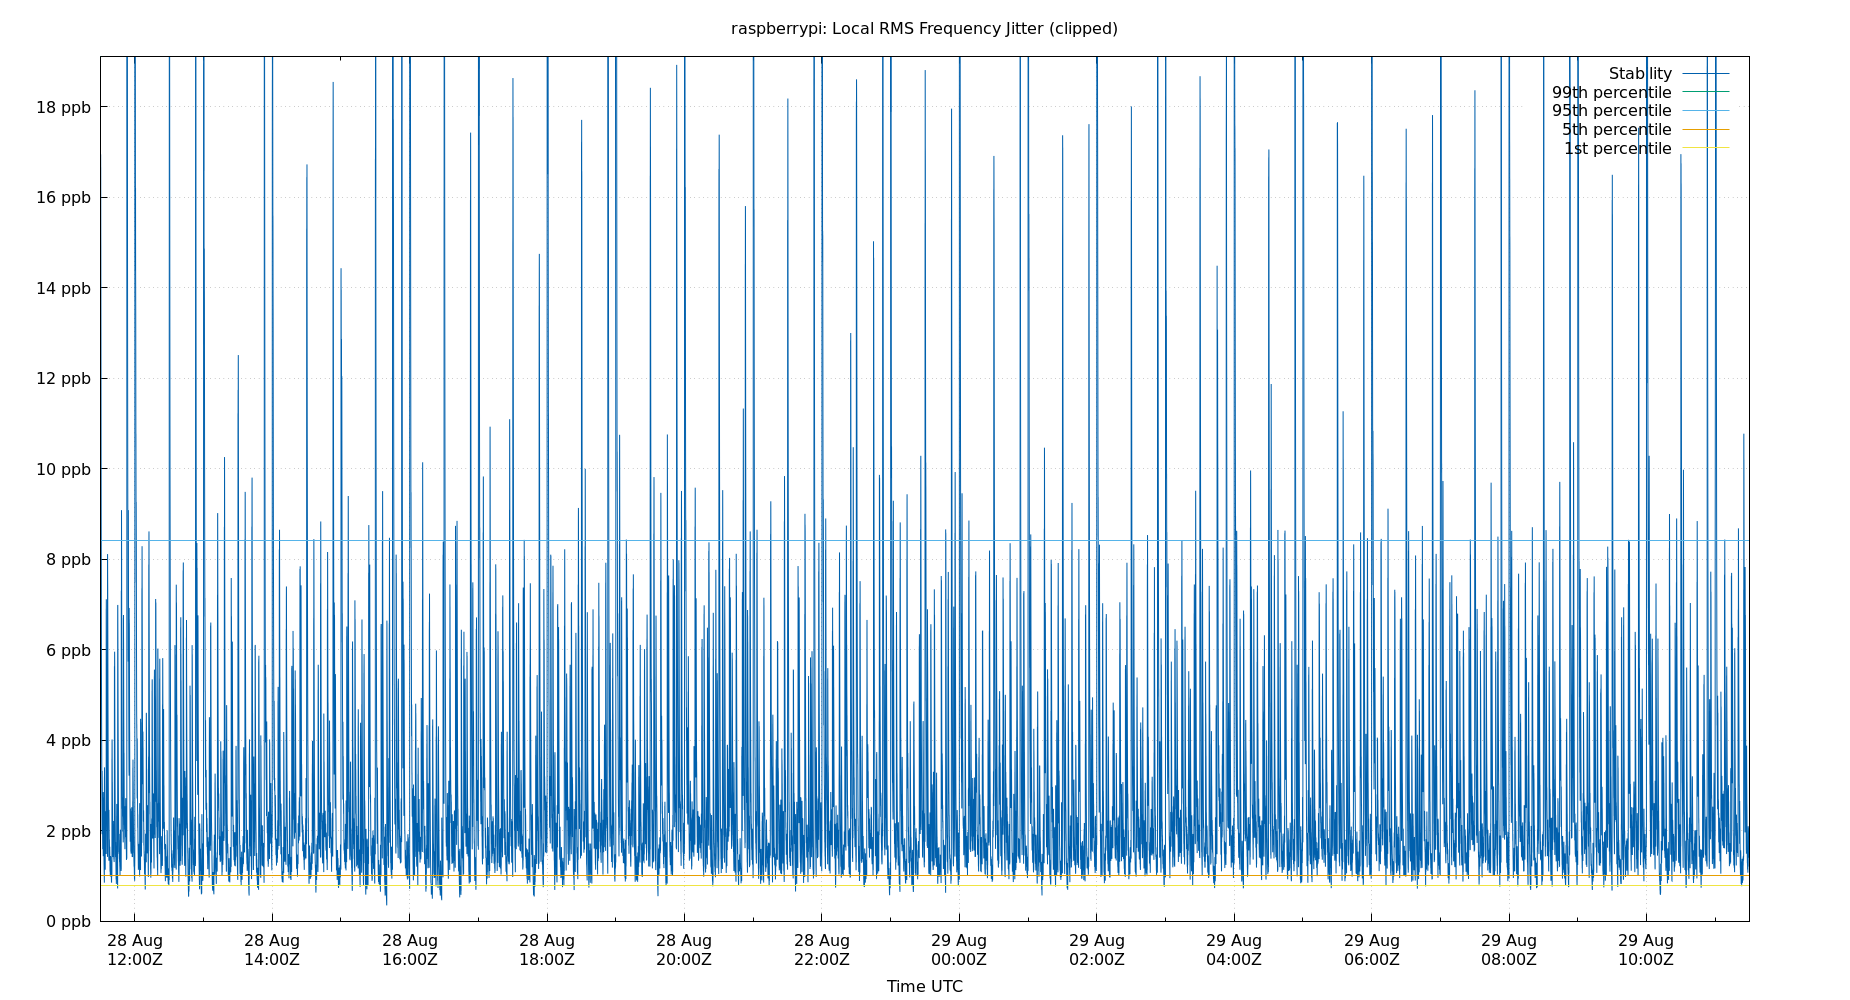 raspberrypi: Local RMS Frequency Jitter (clipped)
Stability
99th percentile
95th percentile
5th percentile
1st percentile
18 ppb
16 ppb
14 ppb
12 ppb
10 ppb
8 ppb
6 ppb
4 ppb
2 ppb
0 ppb
28 Aug 28 Aug 28 Aug 28 Aug 28 Aug 28 Aug 29 Aug 29 Aug 29 Aug 29 Aug 29 Aug 29 Aug
12:00Z 14:00Z 16:00Z 18:00Z 20:00Z 22:00Z 00:00Z 02:00Z 04:00Z 06:00Z 08:00Z 10:00Z
Time UTC